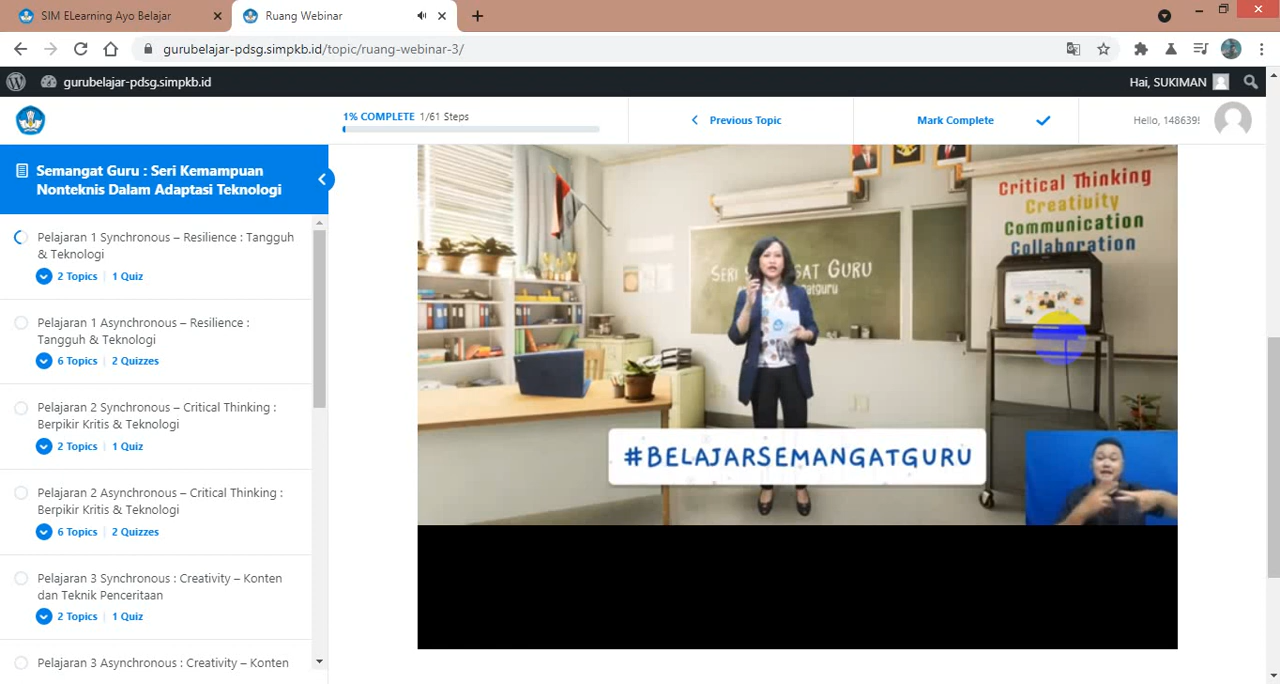 SIM ELearning Ayo Belajar
Ruang Webinar
gurubelajar-pdsg.simpkb.id/topic/ruang-webinar-3/
gurubelajar-pdsg.simpkb.id
Hai, SUKIMAN
1% COMPLETE 1/61 Steps
Previous Topic
Mark Complete
Hello, 148639!
Semangat Guru : Seri Kemampuan
Nonteknis Dalam Adaptasi Teknologi
Pelajaran 1 Synchronous – Resilience : Tangguh
& Teknologi
2 Topics | 1 Quiz
Pelajaran 1 Asynchronous – Resilience :
Tangguh & Teknologi
6 Topics | 2 Quizzes
Pelajaran 2 Synchronous – Critical Thinking :
Berpikir Kritis & Teknologi
2 Topics | 1 Quiz
Pelajaran 2 Asynchronous – Critical Thinking :
Berpikir Kritis & Teknologi
6 Topics | 2 Quizzes
Pelajaran 3 Synchronous : Creativity – Konten
dan Teknik Penceritaan
2 Topics | 1 Quiz
Pelajaran 3 Asynchronous : Creativity – Konten
Critical Thinking
Creativity
Communication
Collaboration
SERI SEMANGAT GURU
#BELAJARSEMANGATGURU